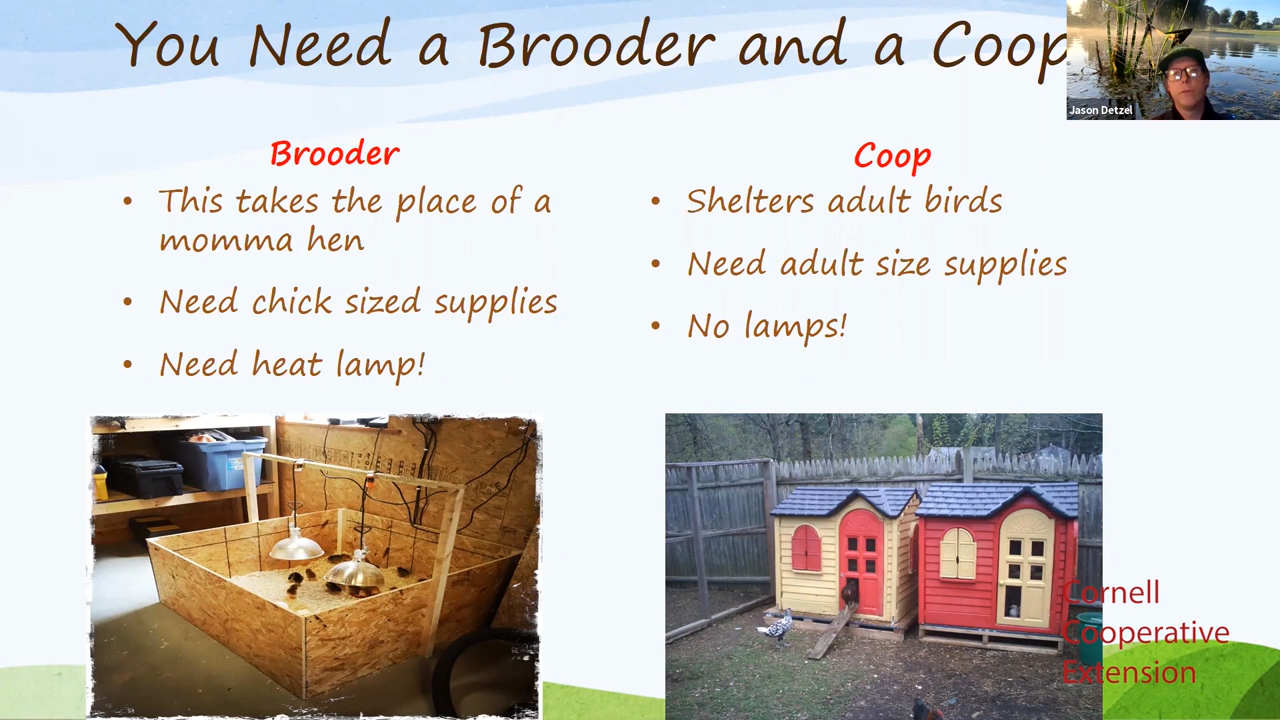 You Need a Brooder and a Coop
Jason Detzel
Brooder
• This takes the place of a
momma hen
• Need chick sized supplies
• Need heat lamp!
Coop
• Shelters adult birds
• Need adult size supplies
• No lamps!
Cornell
Cooperative
Extension